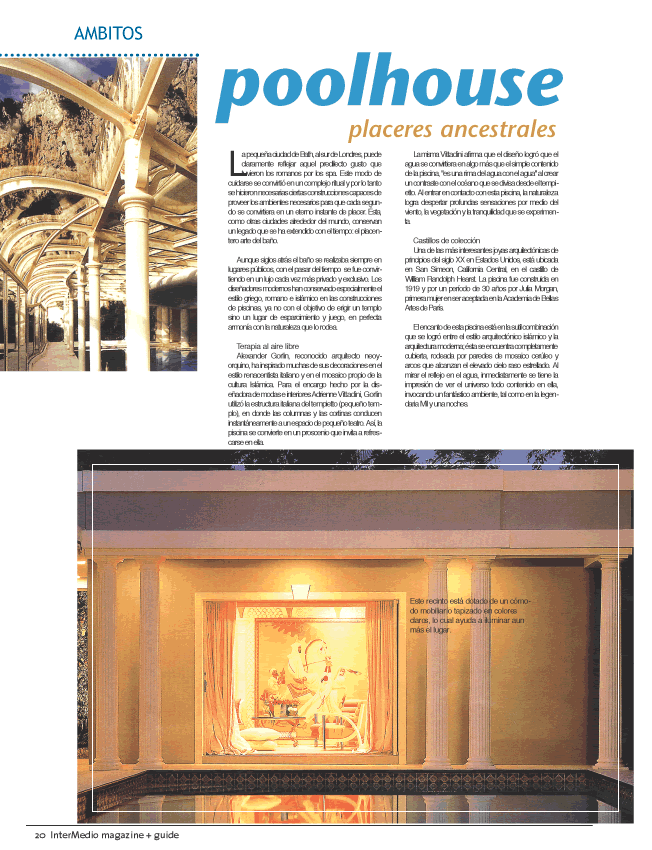 AMBITOS
poolhouse
placeres ancestrales
La pequeña ciudad de Bath, al sur de Londres, puede
claramente reflejar aquel predilecto gusto que
tuvieron los romanos por los spa. Este modo de
cuidarse se convirtió en un complejo ritual y por lo tanto
se hicieron necesarias ciertas construcciones capaces de
proveer los ambientes necesarios para que cada segun-
do se convirtiera en un eterno instante de placer. Ésta,
como otras ciudades alrededor del mundo, conservan
un legado que se ha extendido con el tiempo: el placen-
tero arte del baño.
Aunque siglos atrás el baño se realizaba siempre en
lugares públicos, con el pasar del tiempo se fue convir-
tiendo en un lujo cada vez más privado y exclusivo. Los
diseñadores modernos han conservado especialmente el
estilo griego, romano e islámico en las construcciones
de piscinas, ya no con el objetivo de erigir un templo
sino un lugar de esparcimiento y juego, en perfecta
armonía con la naturaleza que lo rodea.
Terapia al aire libre
Alexander Gorlin, reconocido arquitecto neoy-
orquino, ha inspirado muchas de sus decoraciones en el
estilo renacentista italiano y en el mosaico propio de la
cultura islámica. Para el encargo hecho por la dis-
eñadora de modas e interiores Adrienne Vittadini, Gorlin
utilizó la estructura italiana del tempietto (pequeño tem-
plo), en donde las columnas y las cortinas conducen
instantáneamente a un espacio de pequeño teatro. Así, la
piscina se convierte en un proscenio que invita a refres-
carse en ella.
La misma Vittadini afirma que el diseño logró que el
agua se convirtiera en algo más que el simple contenido
de la piscina, "es una rima del agua con el agua" al crear
un contraste con el océano que se divisa desde el tempi-
etto. Al entrar en contacto con esta piscina, la naturaleza
logra despertar profundas sensaciones por medio del
viento, la vegetación y la tranquilidad que se experimen-
ta.
Castillos de colección
Una de las más interesantes joyas arquitectónicas de
principios del siglo XX en Estados Unidos, está ubicada
en San Simeon, California Central, en el castillo de
William Randolph Hearst. La piscina fue construida en
1919 y por un período de 30 años por Julia Morgan,
primera mujer en ser aceptada en la Academia de Bellas
Artes de París.
El encanto de esta piscina está en la sutil combinación
que se logró entre el estilo arquitectónico islámico y la
arquitectura moderna; ésta se encuentra completamente
cubierta, rodeada por paredes de mosaico cerúleo y
arcos que alcanzan el elevado cielo raso estrellado. Al
mirar el reflejo en el agua, inmediatamente se tiene la
impresión de ver el universo todo contenido en ella,
invocando un fantástico ambiente, tal como en la legen-
daria Mil y una noches.
Este recinto está dotado de un cómo-
do mobiliario tapizado en colores
claros, lo cual ayuda a iluminar aun
más el lugar.
20 InterMedio magazine + guide